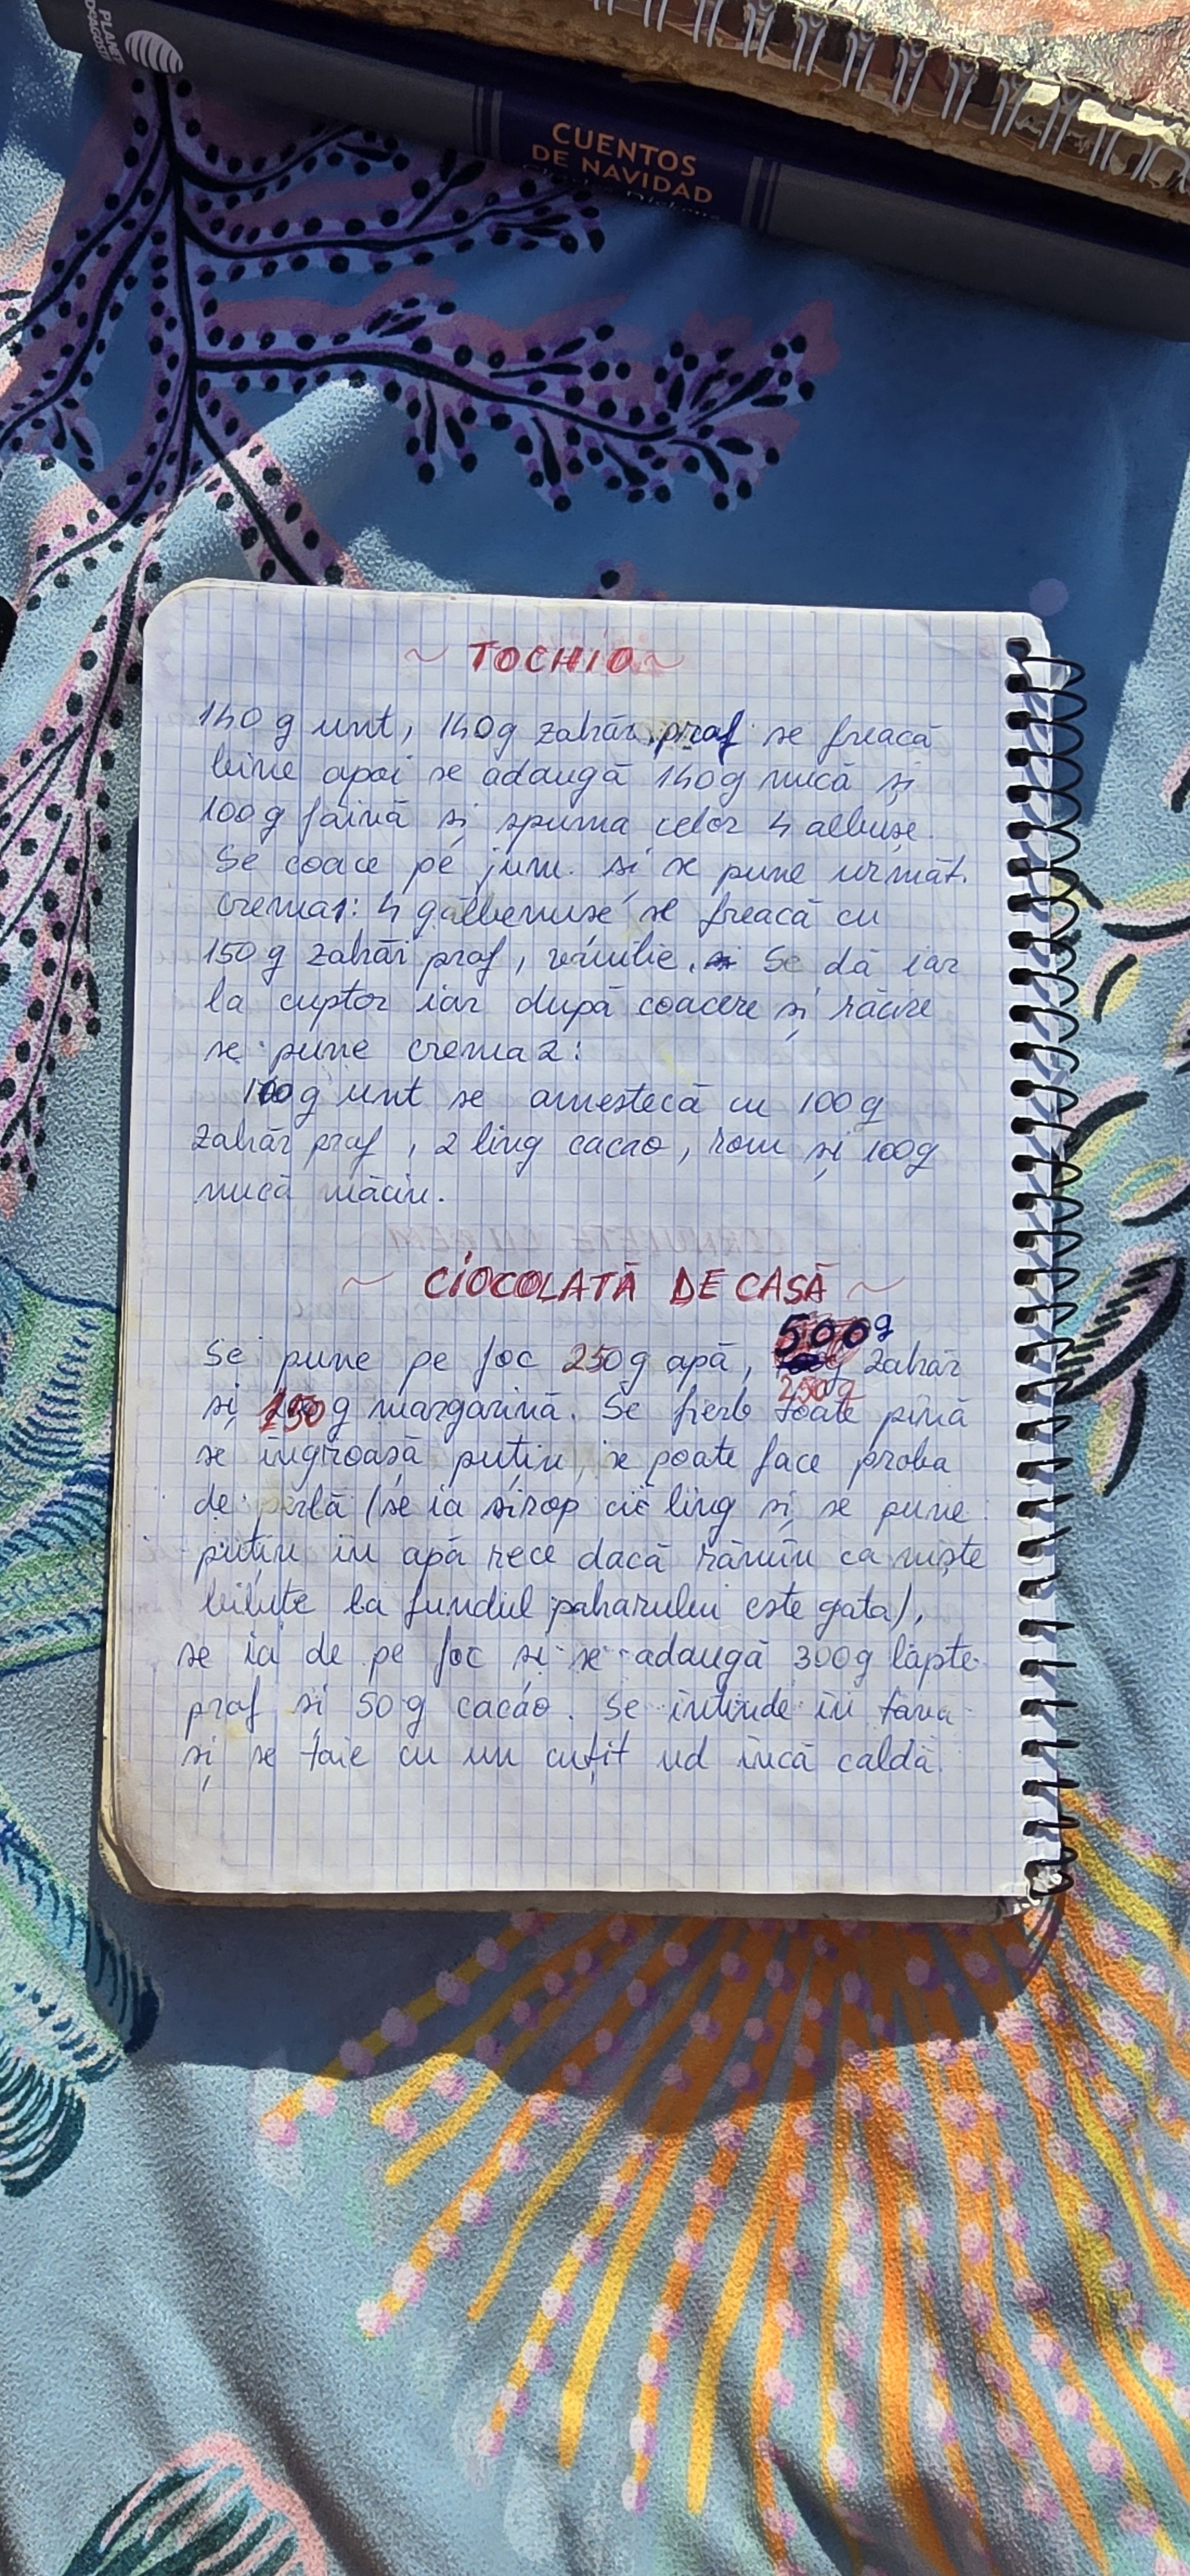 PLANETA
DEAGOSTINI
CUENTOS
DE NAVIDAD
Charles Dickens
~ TOCHIO ~
140 g unt, 140g zahăr praf se freacă
bine apoi se adaugă 140g nucă și
100g făină și spuma celor 4 albușe.
Se coace pe jum. și se pune următ.
crema1: 4 gălbenușe se freacă cu
150g zahăr praf, vanilie. Se dă iar
la cuptor iar după coacere și răcire
se pune crema 2:
100g unt se amestecă cu 100g
zahăr praf, 2 ling cacao, rom și 100g
nucă măcin.
~ CIOCOLATĂ DE CASĂ ~
500g
Se pune pe foc 250g apă, zahăr
250g
și 150g margarină. Se fierb toate pînă
se îngroașă puțin, se poate face proba
de perlă (se ia sirop cu ling și se pune
puțin în apă rece dacă rămîn ca niște
biluțe la fundul paharului este gata),
se ia de pe foc și se adaugă 300g lapte
praf și 50g cacao. Se întinde în tava
și se taie cu un cuțit ud încă caldă.